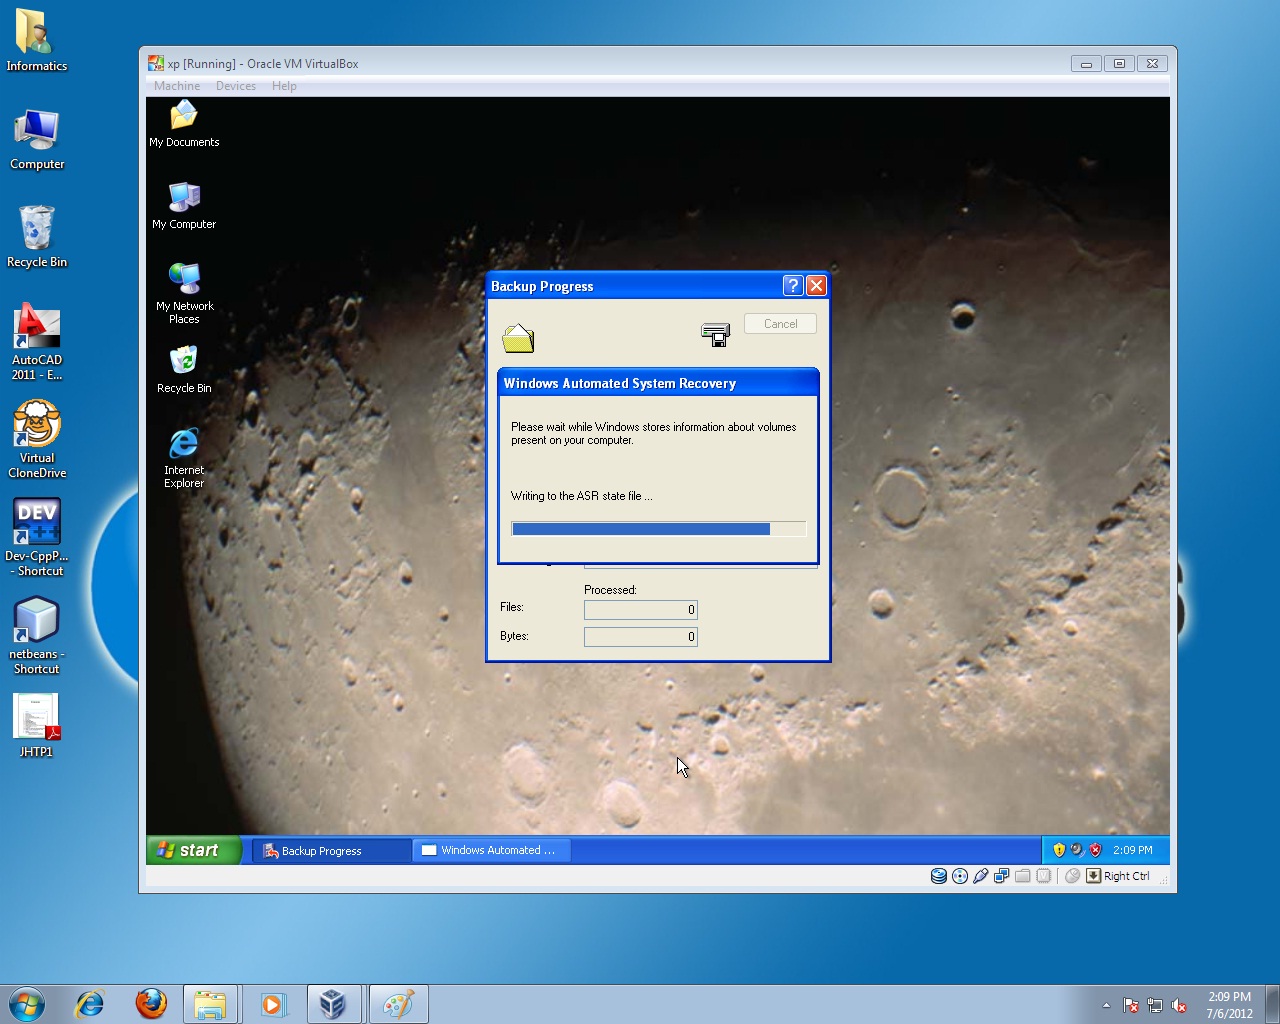 Informatics
Computer
Recycle Bin
AutoCAD
2011 - E...
Virtual
CloneDrive
DEV
C++
Dev-CppP...
- Shortcut
netbeans -
Shortcut
JHTP1
xp [Running] - Oracle VM VirtualBox
Machine Devices Help
My Documents
My Computer
My Network
Places
Recycle Bin
Internet
Explorer
Backup Progress
Cancel
Windows Automated System Recovery
Please wait while Windows stores information about volumes
present on your computer.
Writing to the ASR state file ...
Processed:
Files: 0
Bytes: 0
start
Backup Progress
Windows Automated ...
2:09 PM
Right Ctrl
2:09 PM
7/6/2012